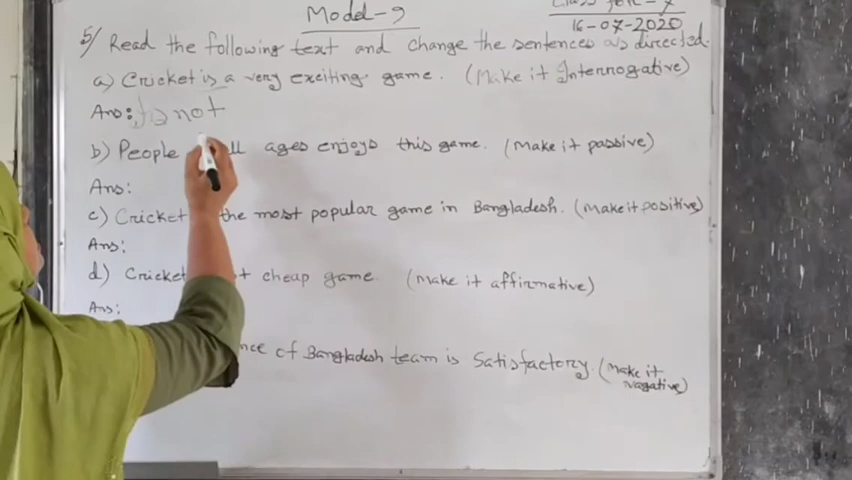 Model-9
16-07-2020
5/ Read the following text and change the sentences as directed.
a) Cricket is a very exciting game. (Make it Interrogative)
Ans: Is not
b) People all ages enjoys this game. (Make it passive)
Ans:
c) Cricket the most popular game in Bangladesh. (Make it positive)
Ans:
d) Cricket cheap game. (Make it affirmative)
Ans:
of Bangladesh team is Satisfactory. (Make it
nagative)